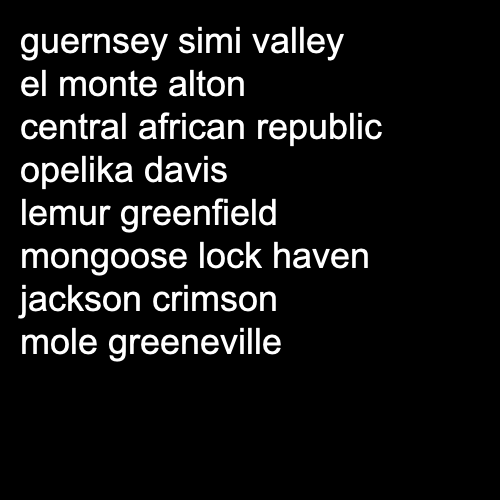 guernsey simi valley
el monte alton
central african republic
opelika davis
lemur greenfield
mongoose lock haven
jackson crimson
mole greeneville